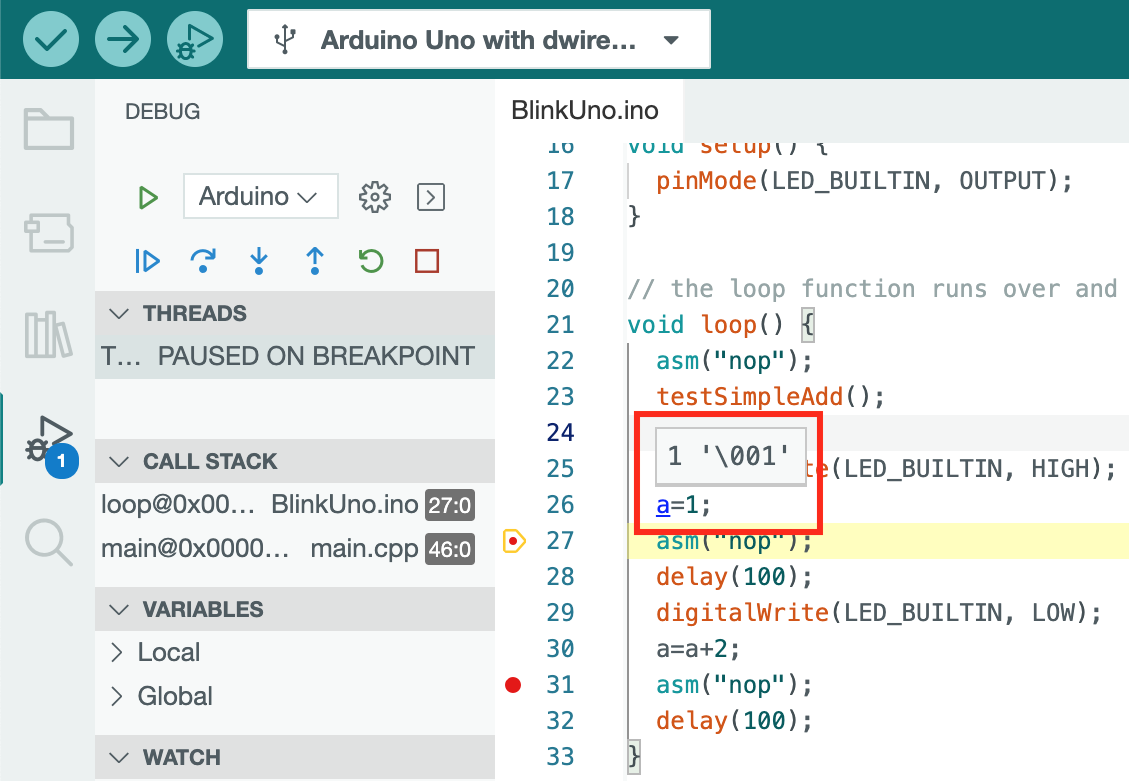 Arduino Uno with dwire...
DEBUG
Arduino
THREADS
T... PAUSED ON BREAKPOINT
1
CALL STACK
loop@0x00... BlinkUno.ino 27:0
main@0x0000... main.cpp 46:0
VARIABLES
Local
Global
WATCH
BlinkUno.ino
16 void setup() {
17 pinMode(LED_BUILTIN, OUTPUT);
18 }
19
20 // the loop function runs over and
21 void loop() {
22 asm("nop");
23 testSimpleAdd();
24
1 '\001'
25 te(LED_BUILTIN, HIGH);
26 a=1;
27 asm("nop");
28 delay(100);
29 digitalWrite(LED_BUILTIN, LOW);
30 a=a+2;
31 asm("nop");
32 delay(100);
33 }